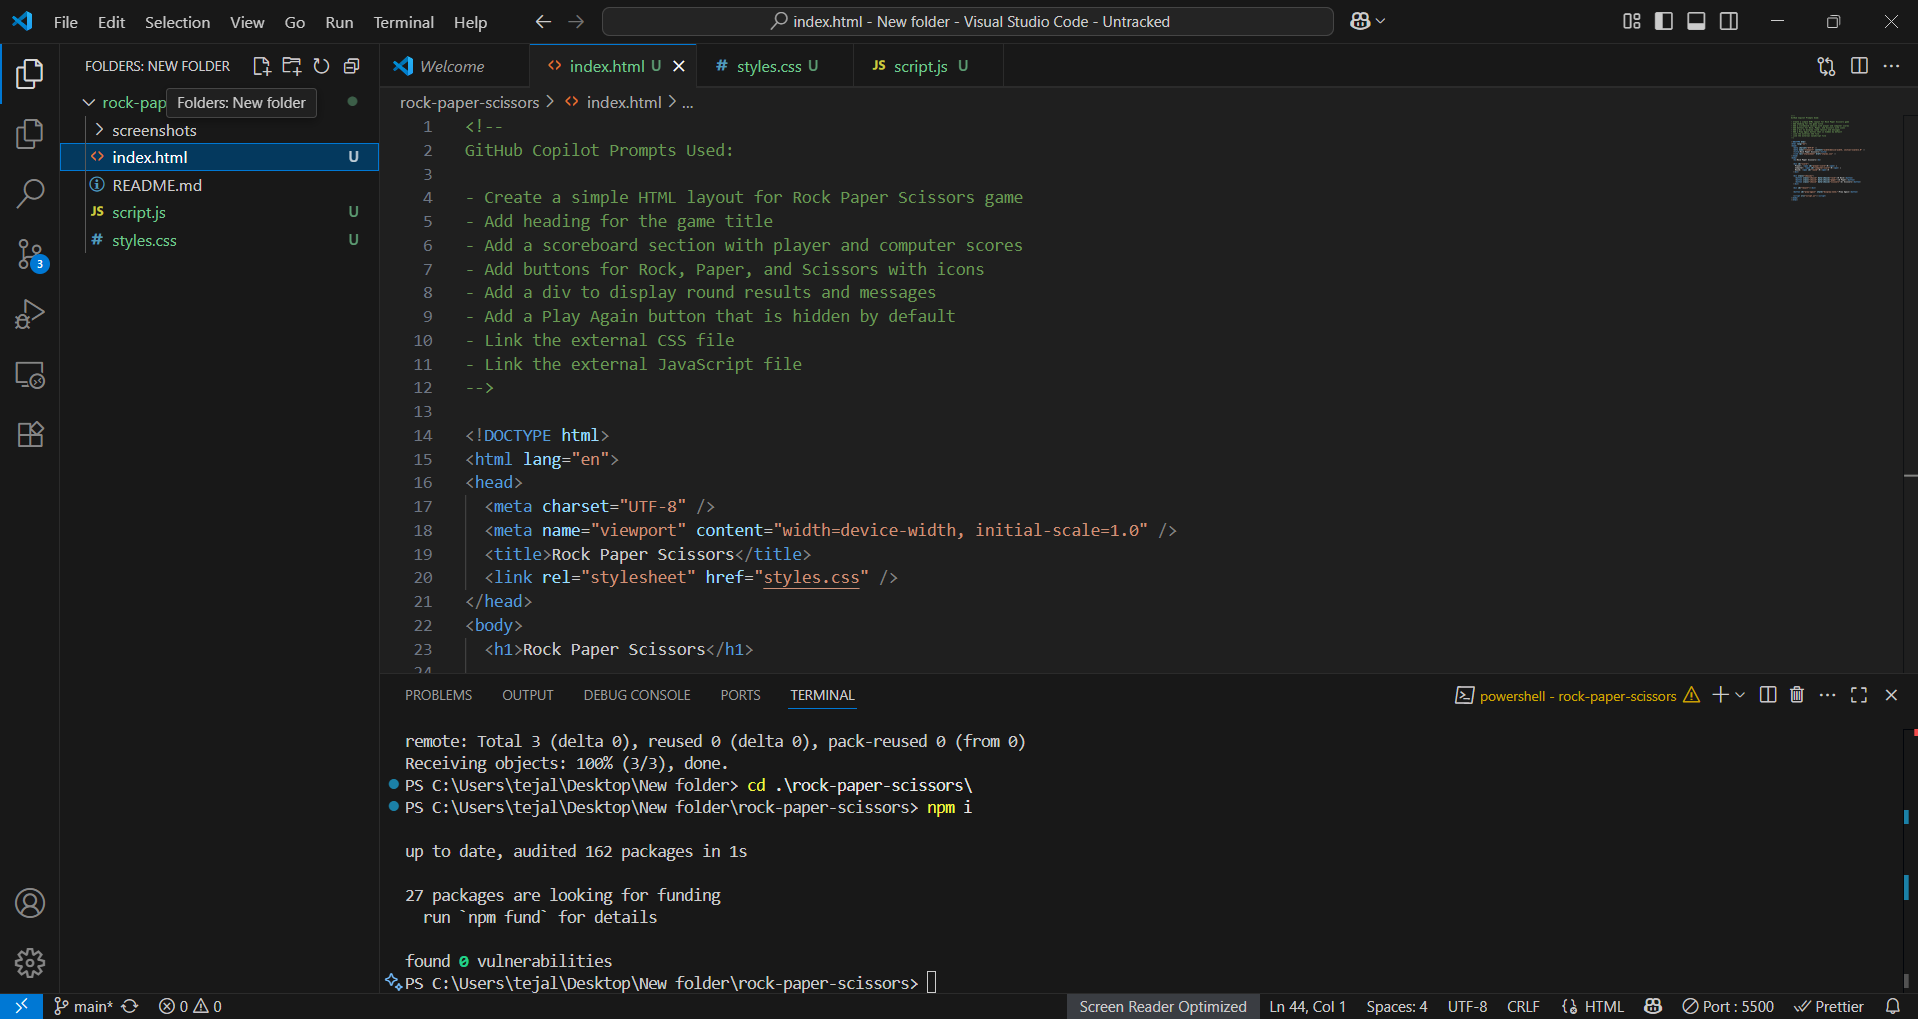 File Edit Selection View Go Run Terminal Help
index.html - New folder - Visual Studio Code - Untracked
FOLDERS: NEW FOLDER
rock-pap
Folders: New folder
screenshots
index.html U
README.md
JS script.js U
# styles.css U
3
Welcome
index.html U
# styles.css U
JS script.js U
rock-paper-scissors > index.html > ...
1 <!--
2 GitHub Copilot Prompts Used:
3
4 - Create a simple HTML layout for Rock Paper Scissors game
5 - Add heading for the game title
6 - Add a scoreboard section with player and computer scores
7 - Add buttons for Rock, Paper, and Scissors with icons
8 - Add a div to display round results and messages
9 - Add a Play Again button that is hidden by default
10 - Link the external CSS file
11 - Link the external JavaScript file
12 -->
13
14 <!DOCTYPE html>
15 <html lang="en">
16 <head>
17 <meta charset="UTF-8" />
18 <meta name="viewport" content="width=device-width, initial-scale=1.0" />
19 <title>Rock Paper Scissors</title>
20 <link rel="stylesheet" href="styles.css" />
21 </head>
22 <body>
23 <h1>Rock Paper Scissors</h1>
24
PROBLEMS OUTPUT DEBUG CONSOLE PORTS TERMINAL
powershell - rock-paper-scissors
remote: Total 3 (delta 0), reused 0 (delta 0), pack-reused 0 (from 0)
Receiving objects: 100% (3/3), done.
PS C:\Users\tejal\Desktop\New folder> cd .\rock-paper-scissors\
PS C:\Users\tejal\Desktop\New folder\rock-paper-scissors> npm i
up to date, audited 162 packages in 1s
27 packages are looking for funding
run `npm fund` for details
found 0 vulnerabilities
PS C:\Users\tejal\Desktop\New folder\rock-paper-scissors>
main* 0 0
Screen Reader Optimized Ln 44, Col 1 Spaces: 4 UTF-8 CRLF HTML Port : 5500 Prettier